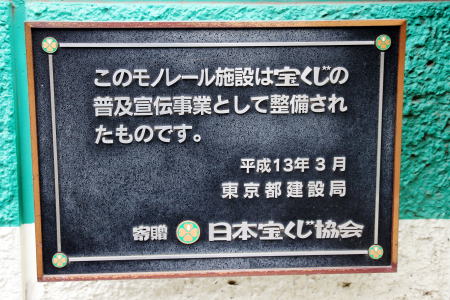 このモノレール施設は宝くじの
普及宣伝事業として整備され
たものです。
平成13年3月
東京都建設局
寄贈 日本宝くじ協会